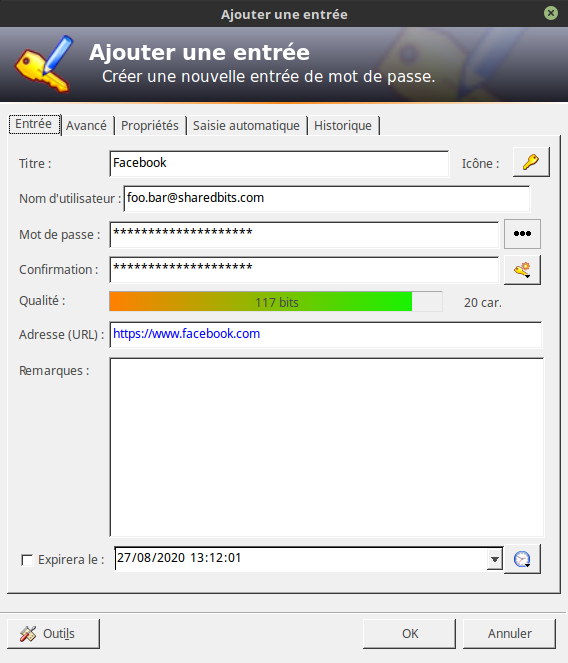 Ajouter une entrée
Ajouter une entrée
Créer une nouvelle entrée de mot de passe.
Entrée Avancé Propriétés Saisie automatique Historique
Titre : Facebook Icône :
Nom d'utilisateur : foo.bar@sharedbits.com
Mot de passe : ********************
Confirmation : ********************
Qualité : 117 bits 20 car.
Adresse (URL) : https://www.facebook.com
Remarques :
Expirera le : 27/08/2020 13:12:01
Outils OK Annuler